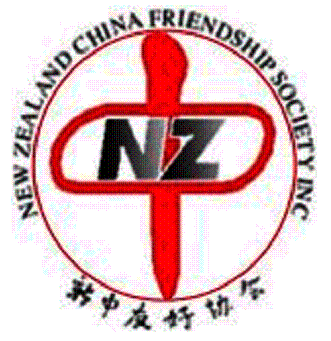 NEW ZEALAND CHINA FRIENDSHIP SOCIETY INC
NZ
新中友好协会